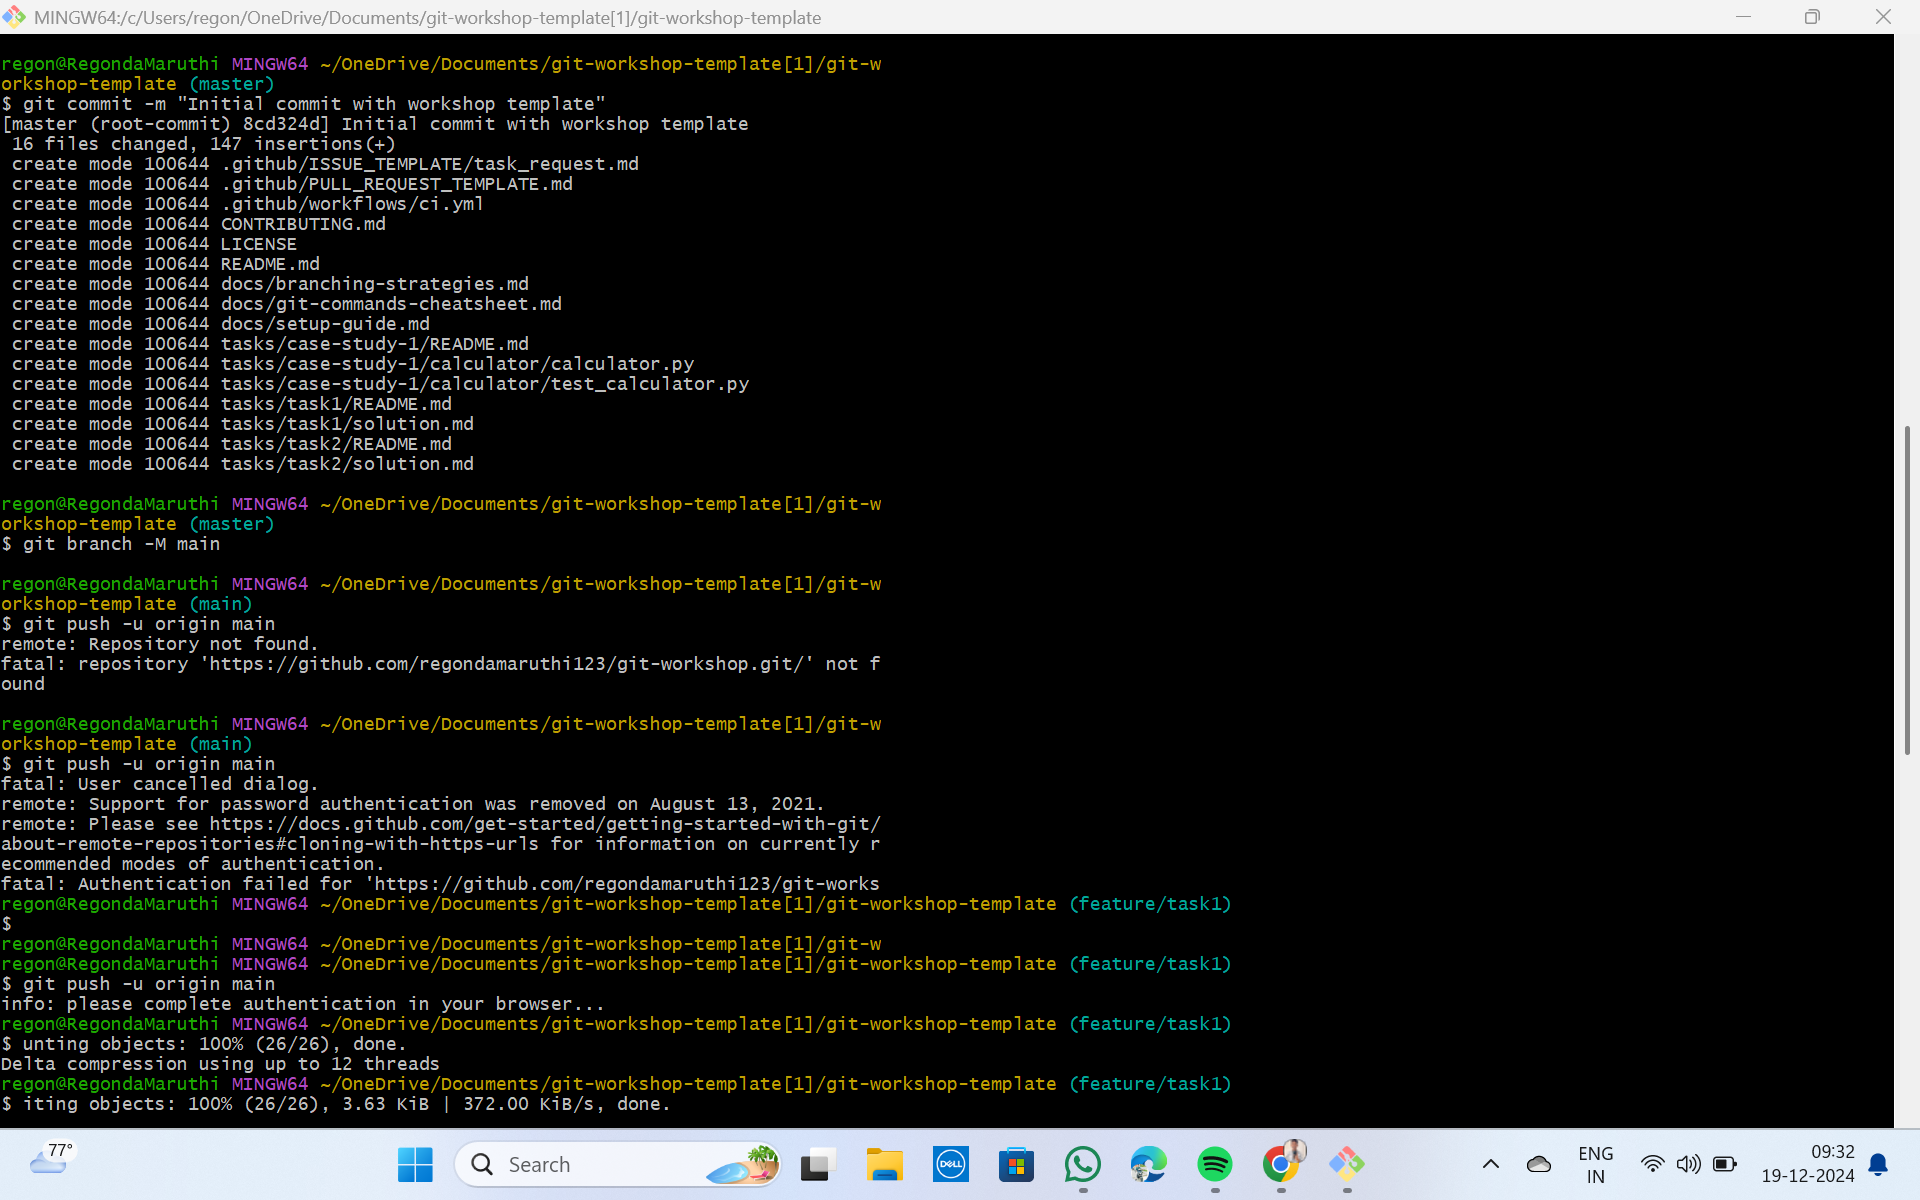 MINGW64:/c/Users/regon/OneDrive/Documents/git-workshop-template[1]/git-workshop-template
regon@RegondaMaruthi MINGW64 ~/OneDrive/Documents/git-workshop-template[1]/git-w
orkshop-template (master)
$ git commit -m "Initial commit with workshop template"
[master (root-commit) 8cd324d] Initial commit with workshop template
 16 files changed, 147 insertions(+)
 create mode 100644 .github/ISSUE_TEMPLATE/task_request.md
 create mode 100644 .github/PULL_REQUEST_TEMPLATE.md
 create mode 100644 .github/workflows/ci.yml
 create mode 100644 CONTRIBUTING.md
 create mode 100644 LICENSE
 create mode 100644 README.md
 create mode 100644 docs/branching-strategies.md
 create mode 100644 docs/git-commands-cheatsheet.md
 create mode 100644 docs/setup-guide.md
 create mode 100644 tasks/case-study-1/README.md
 create mode 100644 tasks/case-study-1/calculator/calculator.py
 create mode 100644 tasks/case-study-1/calculator/test_calculator.py
 create mode 100644 tasks/task1/README.md
 create mode 100644 tasks/task1/solution.md
 create mode 100644 tasks/task2/README.md
 create mode 100644 tasks/task2/solution.md
regon@RegondaMaruthi MINGW64 ~/OneDrive/Documents/git-workshop-template[1]/git-w
orkshop-template (master)
$ git branch -M main
regon@RegondaMaruthi MINGW64 ~/OneDrive/Documents/git-workshop-template[1]/git-w
orkshop-template (main)
$ git push -u origin main
remote: Repository not found.
fatal: repository 'https://github.com/regondamaruthi123/git-workshop.git/' not f
ound
regon@RegondaMaruthi MINGW64 ~/OneDrive/Documents/git-workshop-template[1]/git-w
orkshop-template (main)
$ git push -u origin main
fatal: User cancelled dialog.
remote: Support for password authentication was removed on August 13, 2021.
remote: Please see https://docs.github.com/get-started/getting-started-with-git/
about-remote-repositories#cloning-with-https-urls for information on currently r
ecommended modes of authentication.
fatal: Authentication failed for 'https://github.com/regondamaruthi123/git-works
regon@RegondaMaruthi MINGW64 ~/OneDrive/Documents/git-workshop-template[1]/git-workshop-template (feature/task1)
$
regon@RegondaMaruthi MINGW64 ~/OneDrive/Documents/git-workshop-template[1]/git-w
regon@RegondaMaruthi MINGW64 ~/OneDrive/Documents/git-workshop-template[1]/git-workshop-template (feature/task1)
$ git push -u origin main
info: please complete authentication in your browser...
regon@RegondaMaruthi MINGW64 ~/OneDrive/Documents/git-workshop-template[1]/git-workshop-template (feature/task1)
$ unting objects: 100% (26/26), done.
Delta compression using up to 12 threads
regon@RegondaMaruthi MINGW64 ~/OneDrive/Documents/git-workshop-template[1]/git-workshop-template (feature/task1)
$ iting objects: 100% (26/26), 3.63 KiB | 372.00 KiB/s, done.
77°
Search
DELL
ENG
IN
09:32
19-12-2024